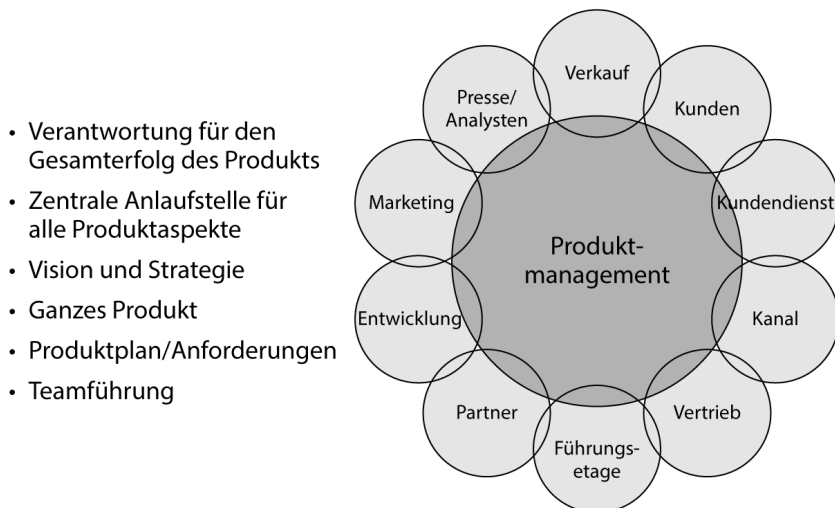 • Verantwortung für den
Gesamterfolg des Produkts
• Zentrale Anlaufstelle für
alle Produktaspekte
• Vision und Strategie
• Ganzes Produkt
• Produktplan/Anforderungen
• Teamführung
Verkauf
Presse/
Analysten
Kunden
Marketing
Kundendienst
Produkt-
management
Entwicklung
Kanal
Partner
Vertrieb
Führungs-
etage